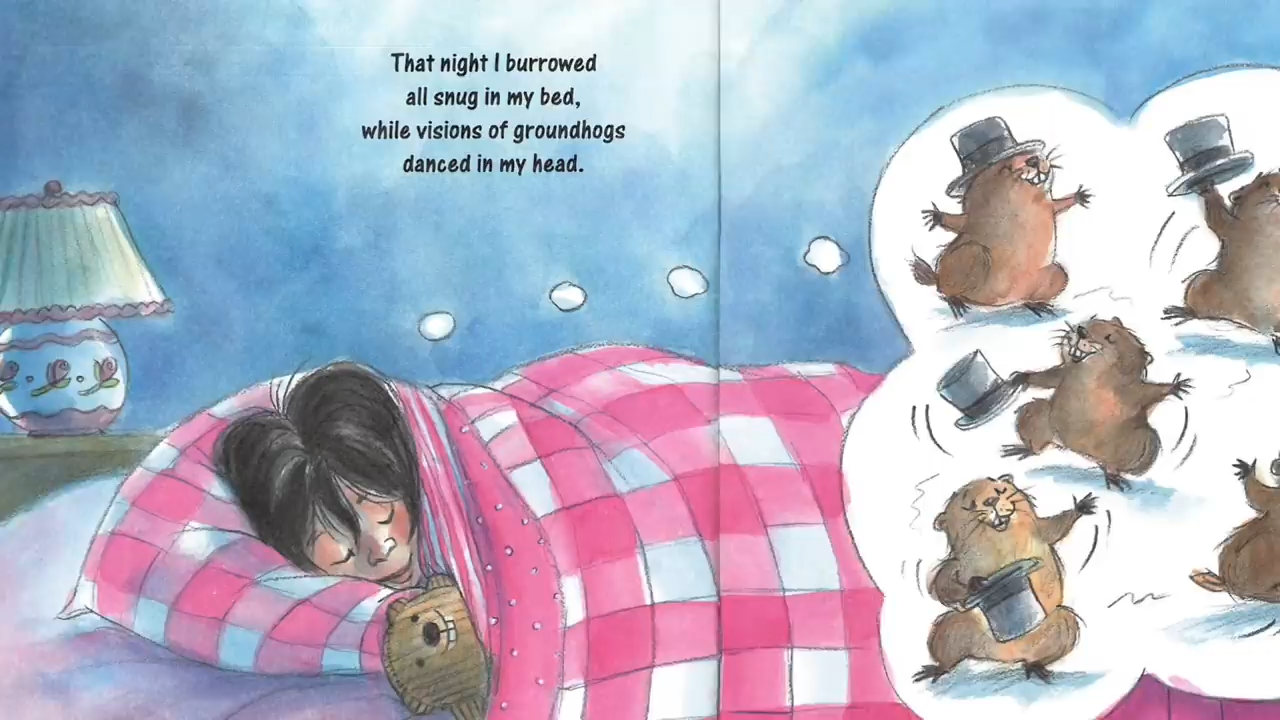 That night I burrowed
all snug in my bed,
while visions of groundhogs
danced in my head.